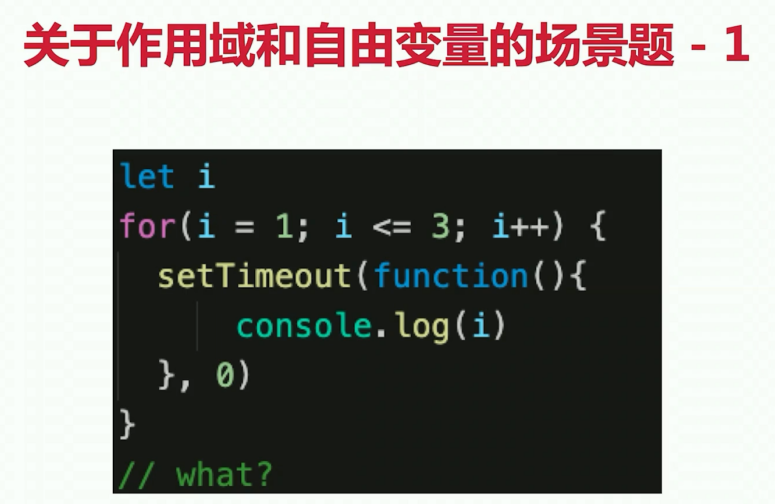 关于作用域和自由变量的场景题 - 1
let i
for(i = 1; i <= 3; i++) {
  setTimeout(function(){
      console.log(i)
  }, 0)
}
// what?